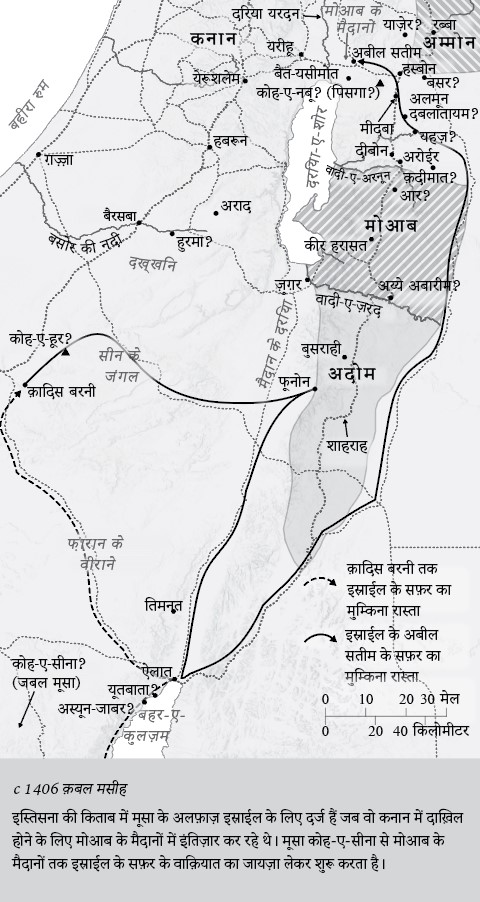 दरिया यरदन
मोआब के
मैदानो
याज़ेर?
रब्बा
कनान
अम्मोन
यरीहू
अबील सतीम
हस्बोन
येरूशलेम
बैत-यसीमोत
बसर?
कोह-ए-नबू? (पिसगा?)
अलमून
दबलातायम?
बहीरा रूम
मीदबा
यहज़?
दरिया-ए-शोर
ग़ज़्ज़ा
हबरून
दीबोन
अरोईर
वादी-ए-अरनून
क़दीमात?
आर?
बैरसबा
अराद
मोआब
बसोर की नदी
हुरमा?
कीर हरासत
दख्खनि
ज़ुग़र
अय्ये अबारीम?
वादी-ए-ज़रद
मैदान के दरिया
कोह-ए-हूर?
सीन के
जंगल
बुसराही
अदोम
क़ादिस बरनी
फूनोन
शाहराह
फ़ारान के
वीराने
क़ादिस बरनी तक
इस्राईल के सफ़र का
मुम्किना रास्ता
तिमनत
इस्राईल के अबील
सतीम के सफ़र का
मुम्किना रास्ता
कोह-ए-सीना?
(जबल मूसा)
ऐलात
यूतबाता?
अस्यून-जाबर?
बहर-ए-
कुलज़म
0 10 20 30 मेल
0 20 40 किलोमीटर
c 1406 क़बल मसीह
इस्तिसना की किताब में मूसा के अलफ़ाज़ इस्राईल के लिए दर्ज हैं जब वो कनान में दाख़िल
होने के लिए मोआब के मैदानों में इंतिज़ार कर रहे थे। मूसा कोह-ए-सीना से मोआब के
मैदानों तक इस्राईल के सफ़र के वाक़ियात का जायज़ा लेकर शुरू करता है।